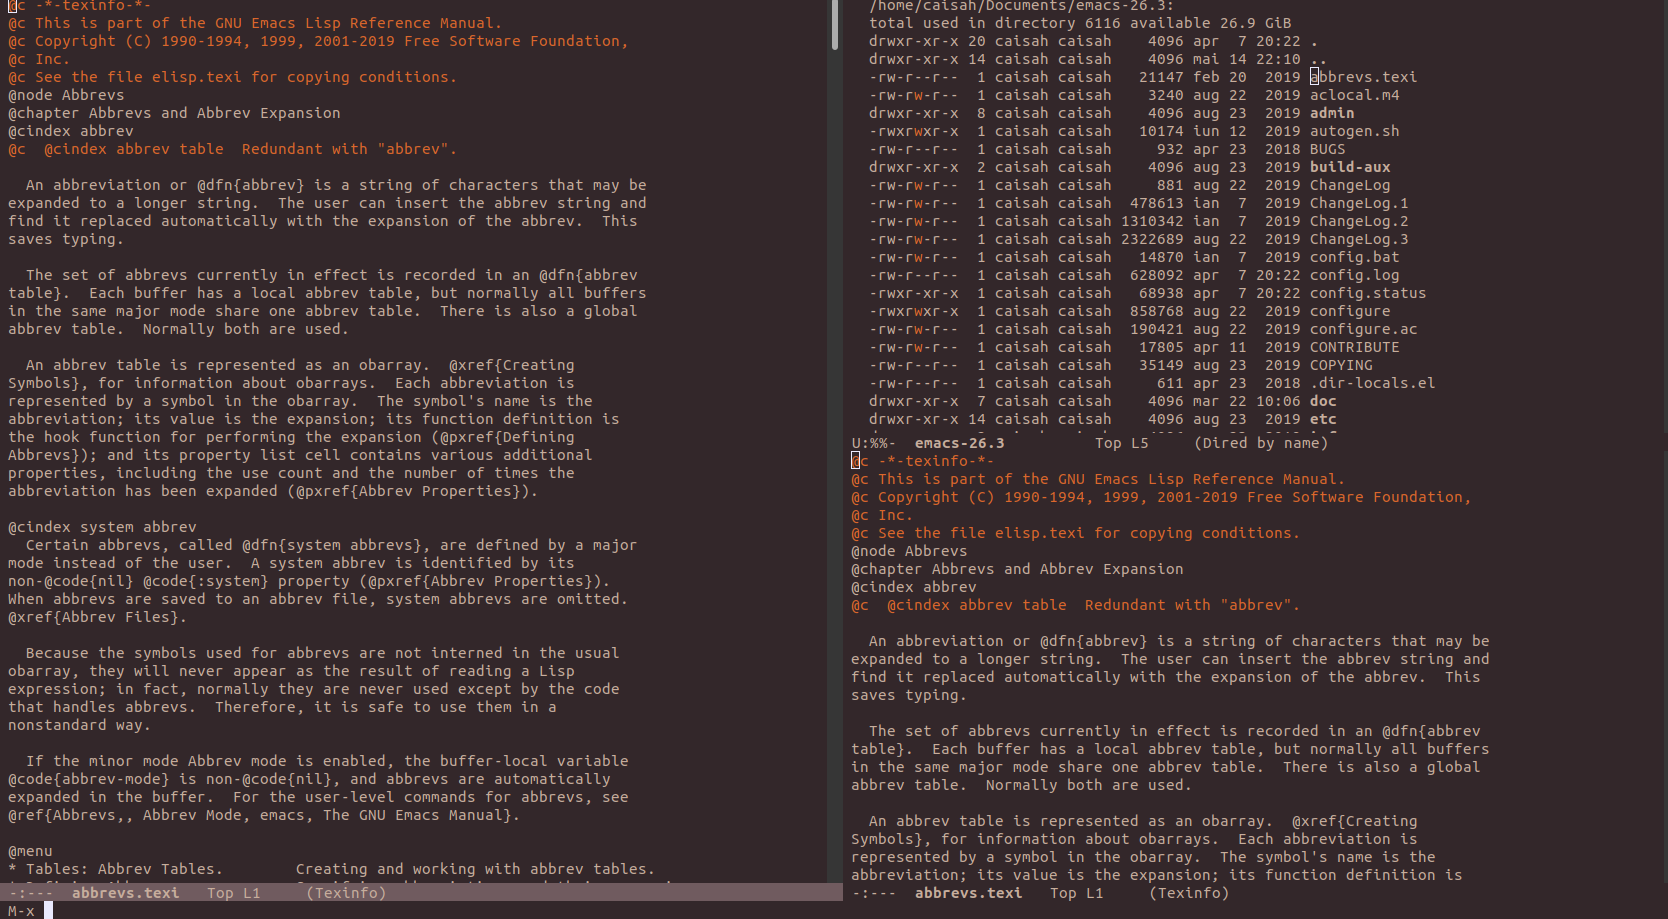 @c -*-texinfo-*-
@c This is part of the GNU Emacs Lisp Reference Manual.
@c Copyright (C) 1990-1994, 1999, 2001-2019 Free Software Foundation,
@c Inc.
@c See the file elisp.texi for copying conditions.
@node Abbrevs
@chapter Abbrevs and Abbrev Expansion
@cindex abbrev
@c  @cindex abbrev table  Redundant with "abbrev".

  An abbreviation or @dfn{abbrev} is a string of characters that may be
expanded to a longer string.  The user can insert the abbrev string and
find it replaced automatically with the expansion of the abbrev.  This
saves typing.

  The set of abbrevs currently in effect is recorded in an @dfn{abbrev
table}.  Each buffer has a local abbrev table, but normally all buffers
in the same major mode share one abbrev table.  There is also a global
abbrev table.  Normally both are used.

  An abbrev table is represented as an obarray.  @xref{Creating
Symbols}, for information about obarrays.  Each abbreviation is
represented by a symbol in the obarray.  The symbol's name is the
abbreviation; its value is the expansion; its function definition is
the hook function for performing the expansion (@pxref{Defining
Abbrevs}); and its property list cell contains various additional
properties, including the use count and the number of times the
abbreviation has been expanded (@pxref{Abbrev Properties}).

@cindex system abbrev
  Certain abbrevs, called @dfn{system abbrevs}, are defined by a major
mode instead of the user.  A system abbrev is identified by its
non-@code{nil} @code{:system} property (@pxref{Abbrev Properties}).
When abbrevs are saved to an abbrev file, system abbrevs are omitted.
@xref{Abbrev Files}.

  Because the symbols used for abbrevs are not interned in the usual
obarray, they will never appear as the result of reading a Lisp
expression; in fact, normally they are never used except by the code
that handles abbrevs.  Therefore, it is safe to use them in a
nonstandard way.

  If the minor mode Abbrev mode is enabled, the buffer-local variable
@code{abbrev-mode} is non-@code{nil}, and abbrevs are automatically
expanded in the buffer.  For the user-level commands for abbrevs, see
@ref{Abbrevs,, Abbrev Mode, emacs, The GNU Emacs Manual}.

@menu
* Tables: Abbrev Tables.        Creating and working with abbrev tables.
-:---  abbrevs.texi   Top L1     (Texinfo)
M-x
/home/caisah/Documents/emacs-26.3:
total used in directory 6116 available 26.9 GiB
drwxr-xr-x 20 caisah caisah    4096 apr  7 20:22 .
drwxr-xr-x 14 caisah caisah    4096 mai 14 22:10 ..
-rw-r--r--  1 caisah caisah   21147 feb 20  2019 abbrevs.texi
-rw-rw-r--  1 caisah caisah    3240 aug 22  2019 aclocal.m4
drwxr-xr-x  8 caisah caisah    4096 aug 23  2019 admin
-rwxrwxr-x  1 caisah caisah   10174 iun 12  2019 autogen.sh
-rw-r--r--  1 caisah caisah     932 apr 23  2018 BUGS
drwxr-xr-x  2 caisah caisah    4096 aug 23  2019 build-aux
-rw-rw-r--  1 caisah caisah     881 aug 22  2019 ChangeLog
-rw-rw-r--  1 caisah caisah  478613 ian  7  2019 ChangeLog.1
-rw-rw-r--  1 caisah caisah 1310342 ian  7  2019 ChangeLog.2
-rw-rw-r--  1 caisah caisah 2322689 aug 22  2019 ChangeLog.3
-rw-rw-r--  1 caisah caisah   14870 ian  7  2019 config.bat
-rw-r--r--  1 caisah caisah  628092 apr  7 20:22 config.log
-rwxr-xr-x  1 caisah caisah   68938 apr  7 20:22 config.status
-rwxrwxr-x  1 caisah caisah  858768 aug 22  2019 configure
-rw-rw-r--  1 caisah caisah  190421 aug 22  2019 configure.ac
-rw-rw-r--  1 caisah caisah   17805 apr 11  2019 CONTRIBUTE
-rw-r--r--  1 caisah caisah   35149 aug 23  2019 COPYING
-rw-r--r--  1 caisah caisah     611 apr 23  2018 .dir-locals.el
drwxr-xr-x  7 caisah caisah    4096 mar 22 10:06 doc
drwxr-xr-x 14 caisah caisah    4096 aug 23  2019 etc
U:%%-  emacs-26.3          Top L5     (Dired by name)
@c -*-texinfo-*-
@c This is part of the GNU Emacs Lisp Reference Manual.
@c Copyright (C) 1990-1994, 1999, 2001-2019 Free Software Foundation,
@c Inc.
@c See the file elisp.texi for copying conditions.
@node Abbrevs
@chapter Abbrevs and Abbrev Expansion
@cindex abbrev
@c  @cindex abbrev table  Redundant with "abbrev".

  An abbreviation or @dfn{abbrev} is a string of characters that may be
expanded to a longer string.  The user can insert the abbrev string and
find it replaced automatically with the expansion of the abbrev.  This
saves typing.

  The set of abbrevs currently in effect is recorded in an @dfn{abbrev
table}.  Each buffer has a local abbrev table, but normally all buffers
in the same major mode share one abbrev table.  There is also a global
abbrev table.  Normally both are used.

  An abbrev table is represented as an obarray.  @xref{Creating
Symbols}, for information about obarrays.  Each abbreviation is
represented by a symbol in the obarray.  The symbol's name is the
abbreviation; its value is the expansion; its function definition is
-:---  abbrevs.texi   Top L1     (Texinfo)